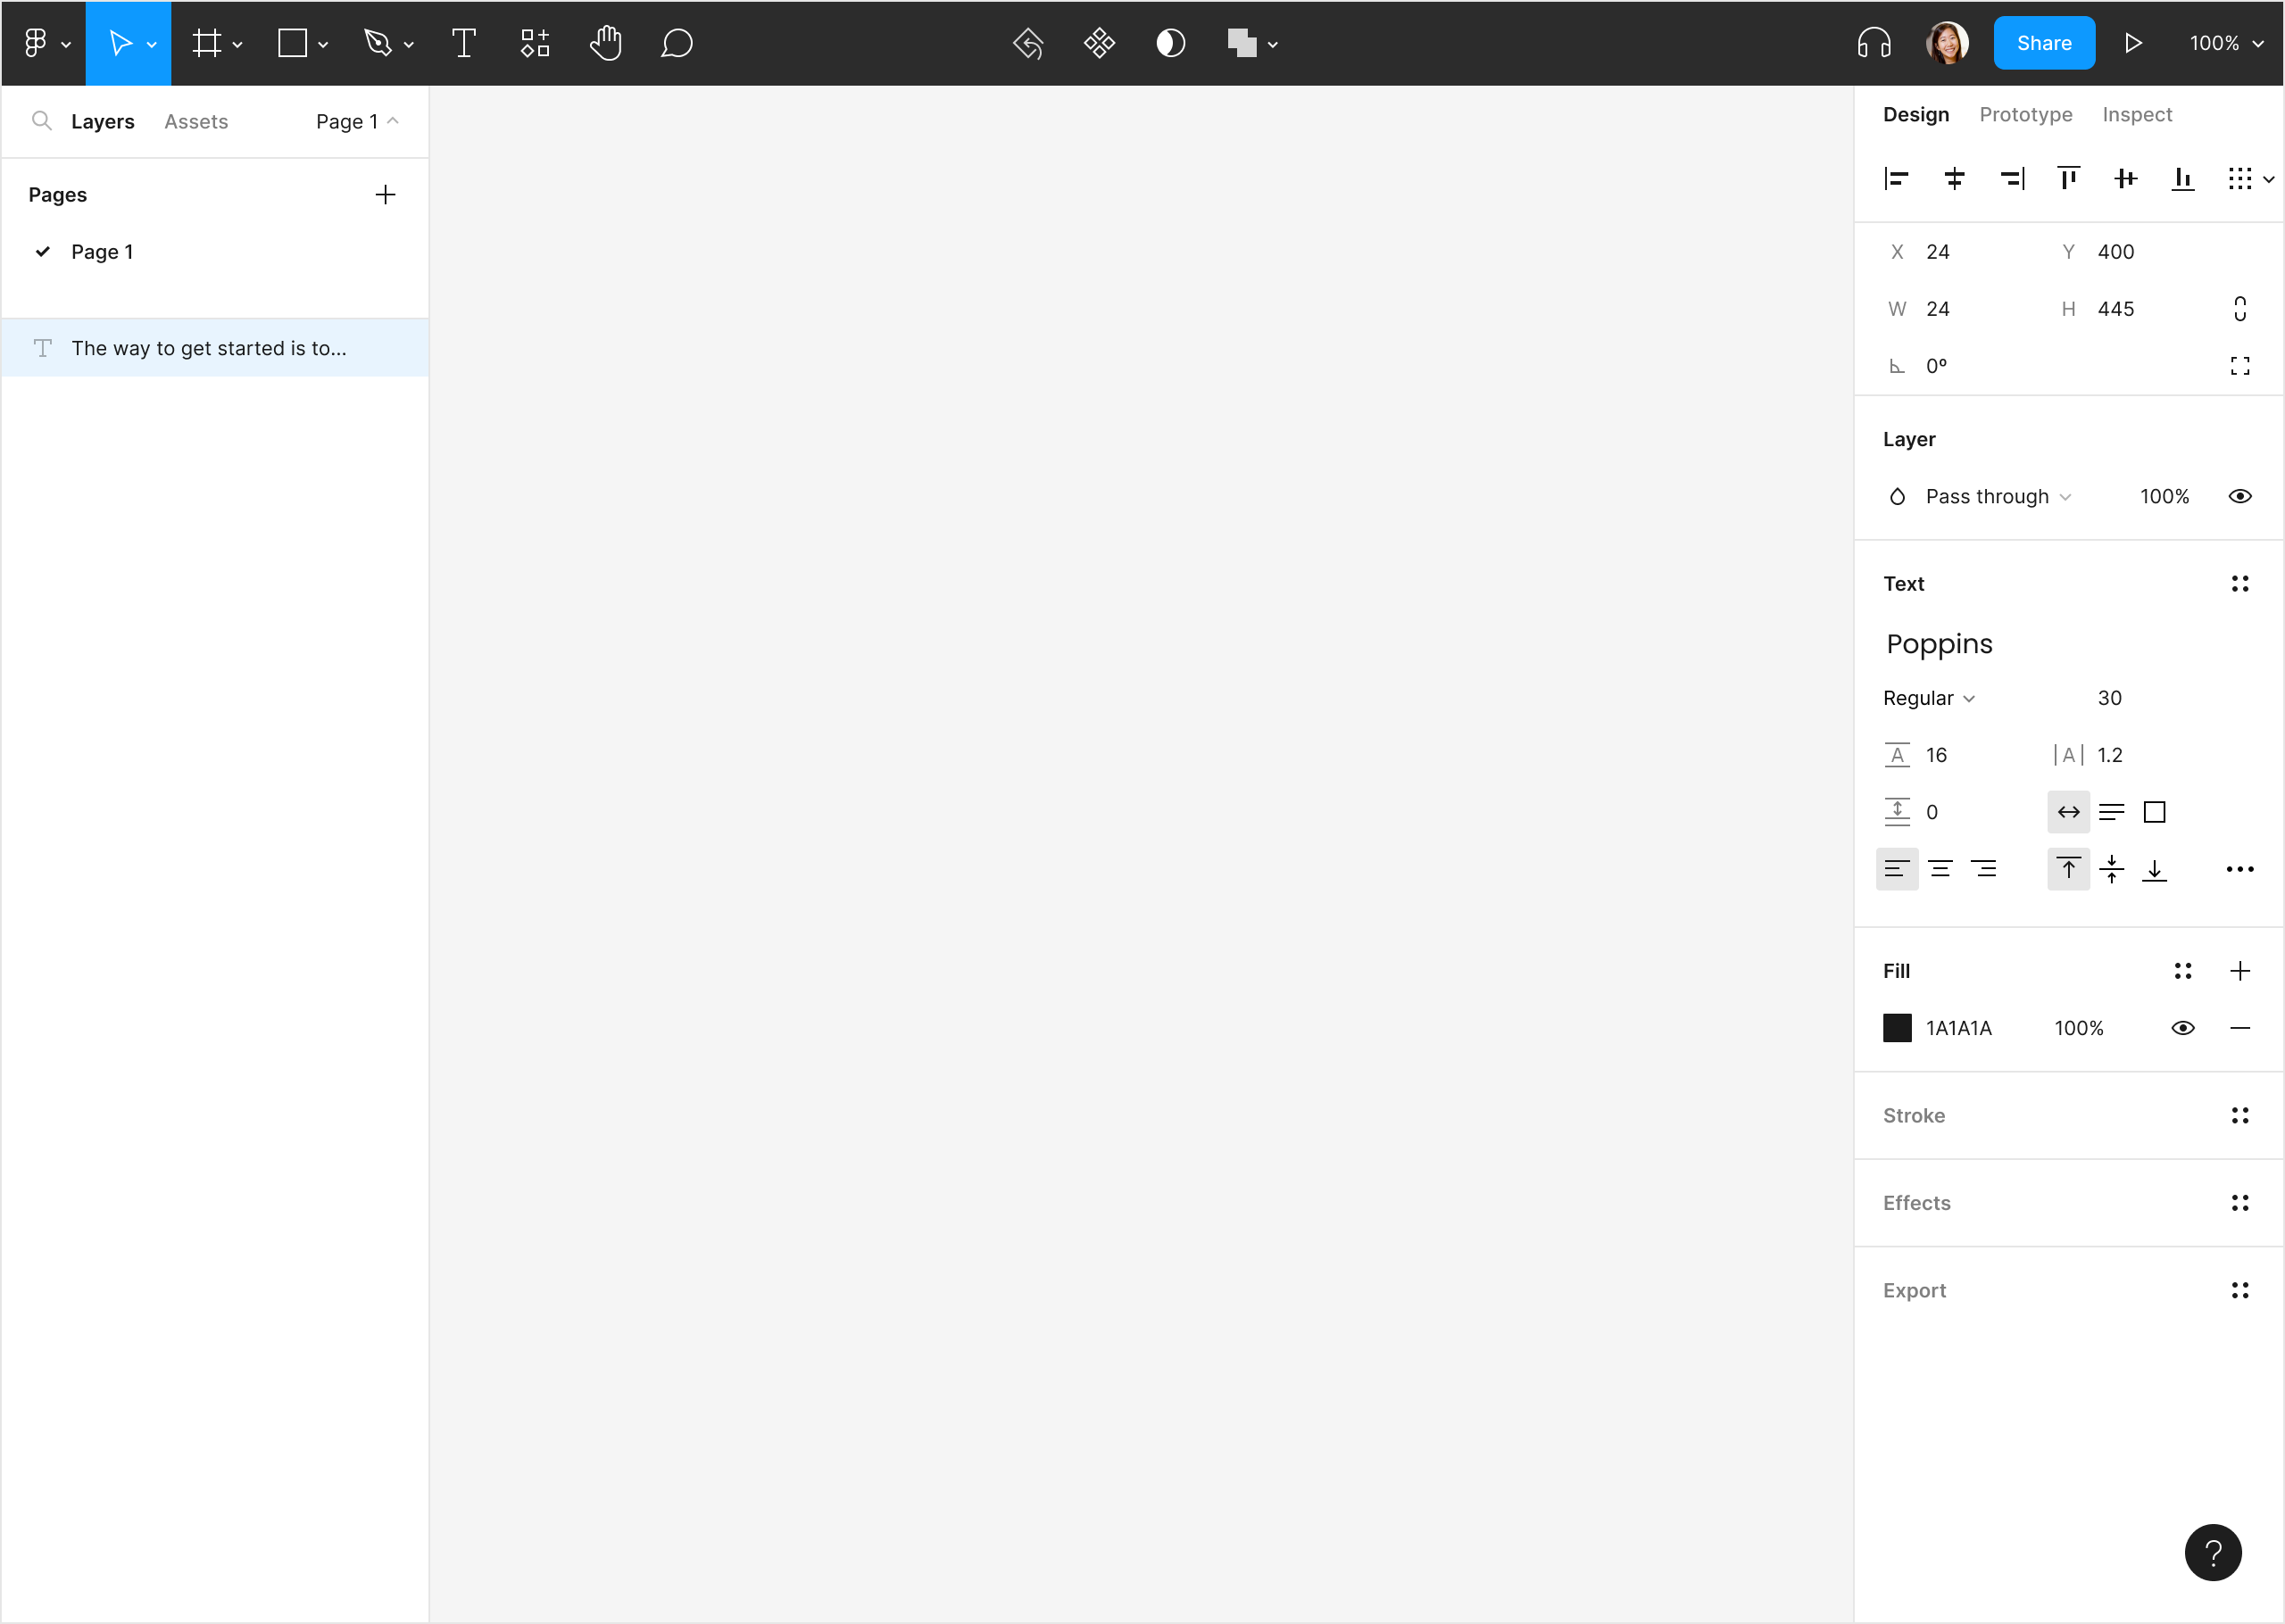 Share
100%
Layers Assets Page 1
Pages
Page 1
The way to get started is to...
Design Prototype Inspect
X 24 Y 400
W 24 H 445
0º
Layer
Pass through 100%
Text
Poppins
Regular 30
A 16 |A| 1.2
0
Fill
1A1A1A 100%
Stroke
Effects
Export
?